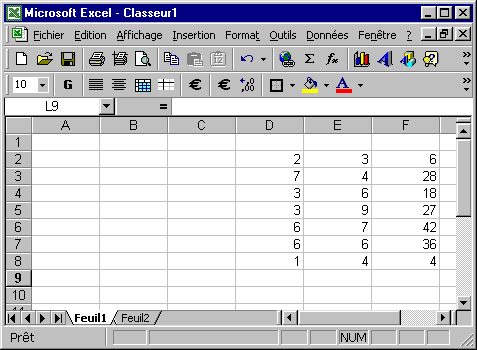 Microsoft Excel - Classeur1
Fichier Edition Affichage Insertion Format Outils Données Fenêtre ?
Σ fx
10 G € €
L9 =
A B C D E F
1
2 2 3 6
3 7 4 28
4 3 6 18
5 3 9 27
6 6 7 42
7 6 6 36
8 1 4 4
9
10
Feuil1 Feuil2
Prêt NUM